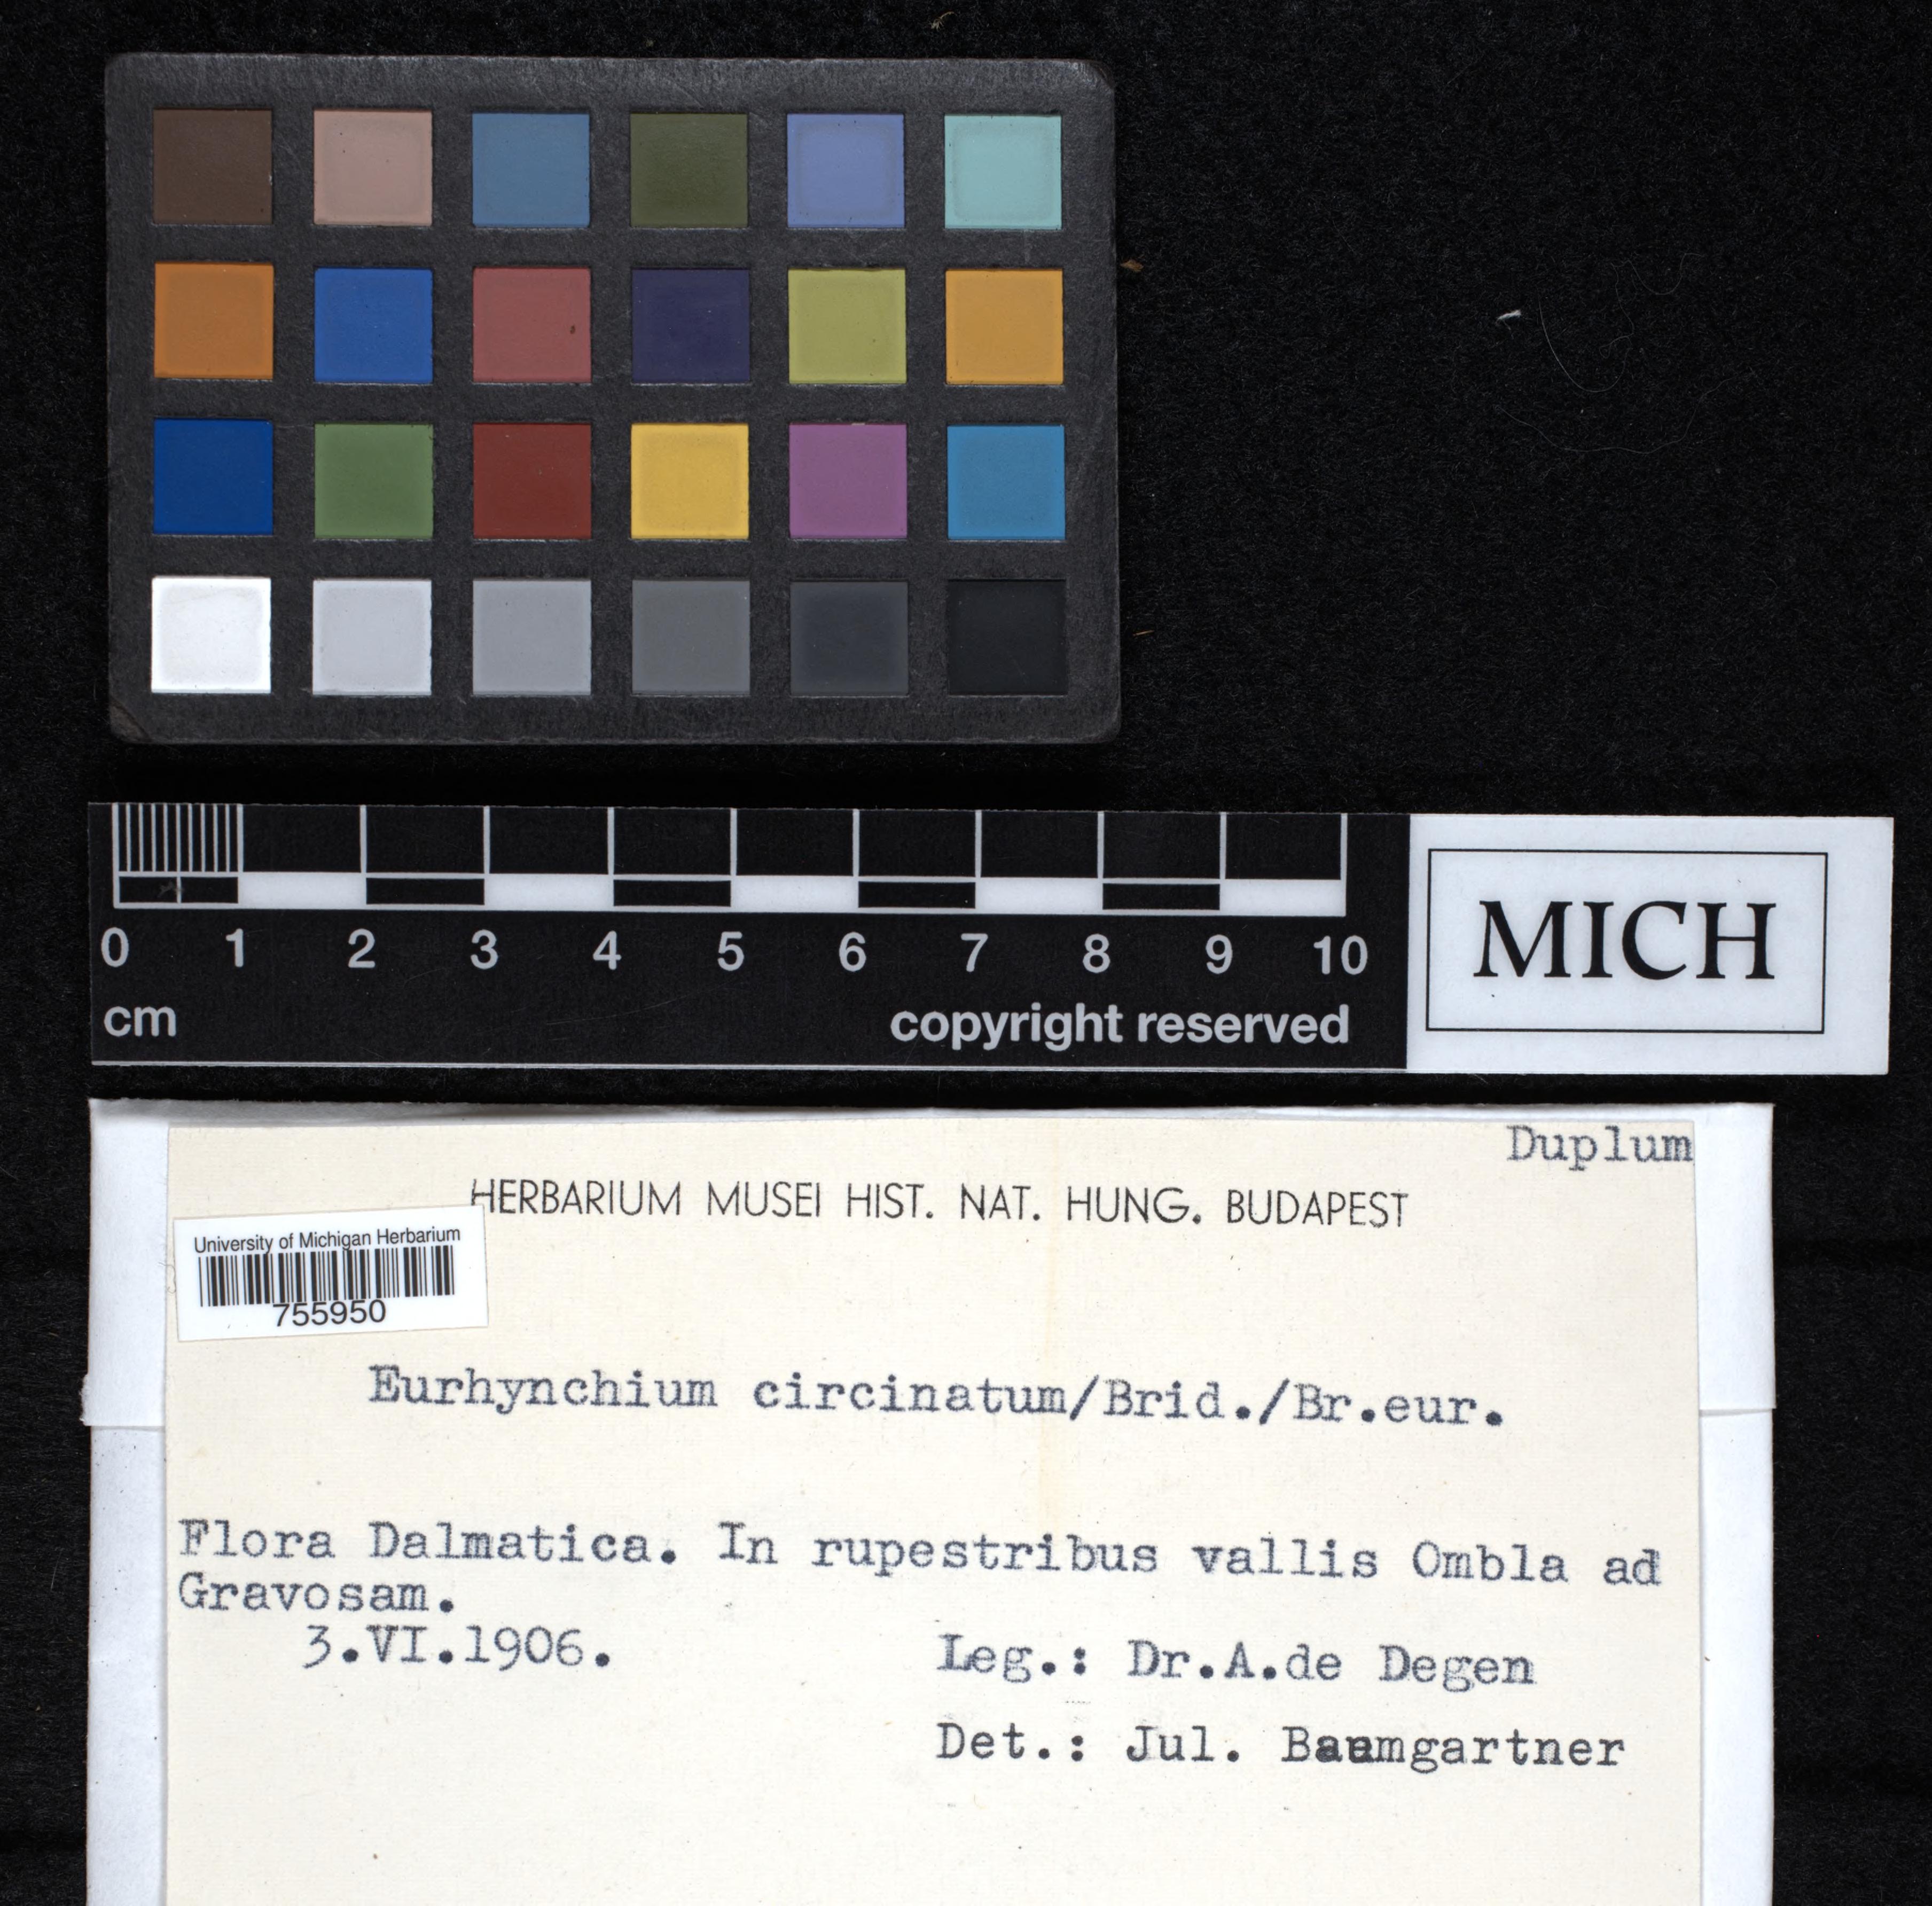 0 1 2 3 4 5 6 7 8 9 10
cm copyright reserved
MICH
Duplum
HERBARIUM MUSEI HIST. NAT. HUNG. BUDAPEST
University of Michigan Herbarium
755950
Eurhynchium circinatum/Brid./Br.eur.
Flora Dalmatica. In rupestribus vallis Ombla ad
Gravosam.
3.VI.1906.
Leg.: Dr.A.de Degen
Det.: Jul. Baumgartner